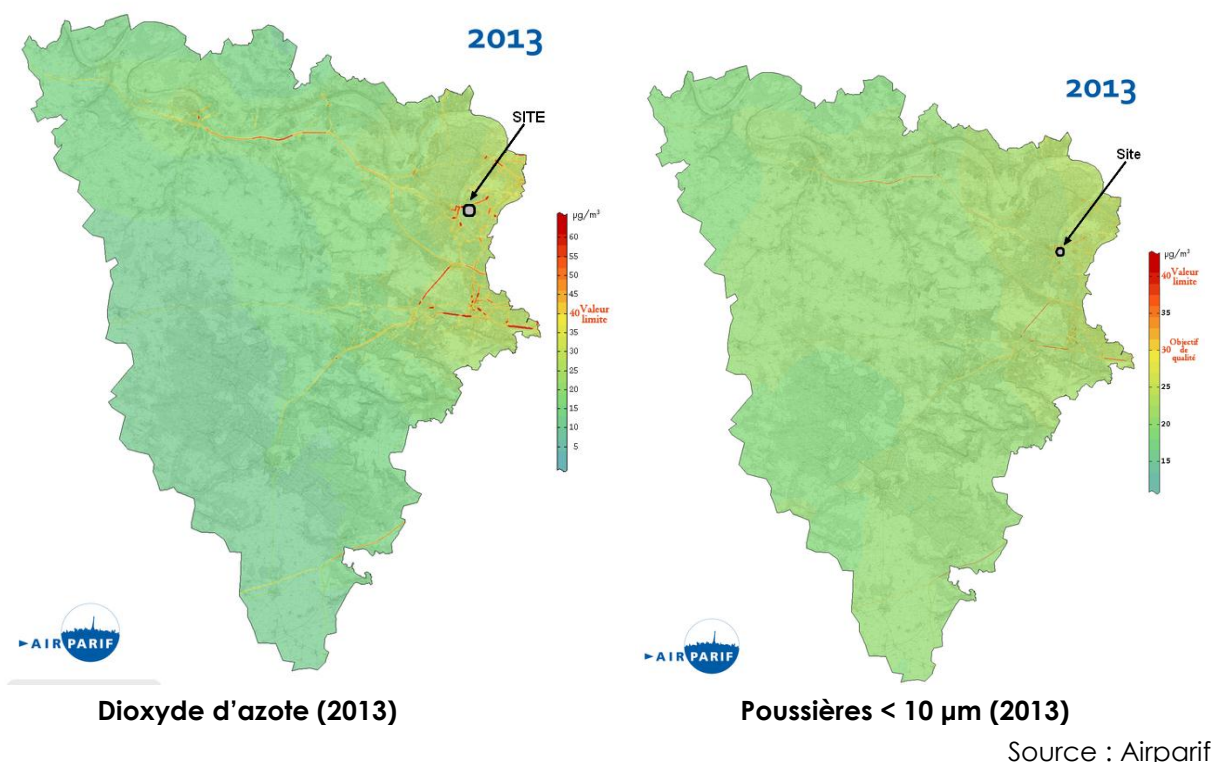 2013
SITE
µg/m³
60
55
50
45
40 Valeur
limite
35
30
25
20
15
10
5
AIRPARIF
Dioxyde d'azote (2013)
2013
Site
µg/m³
40 Valeur
limite
35
30 Objectif
de
qualité
25
20
15
AIRPARIF
Poussières < 10 µm (2013)
Source : Airparif